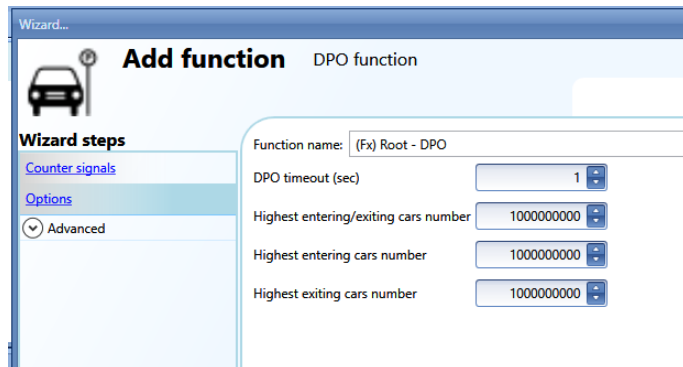 Wizard...
Add function DPO function
Wizard steps
Counter signals
Options
Advanced
Function name: (Fx) Root - DPO
DPO timeout (sec) 1
Highest entering/exiting cars number 1000000000
Highest entering cars number 1000000000
Highest exiting cars number 1000000000